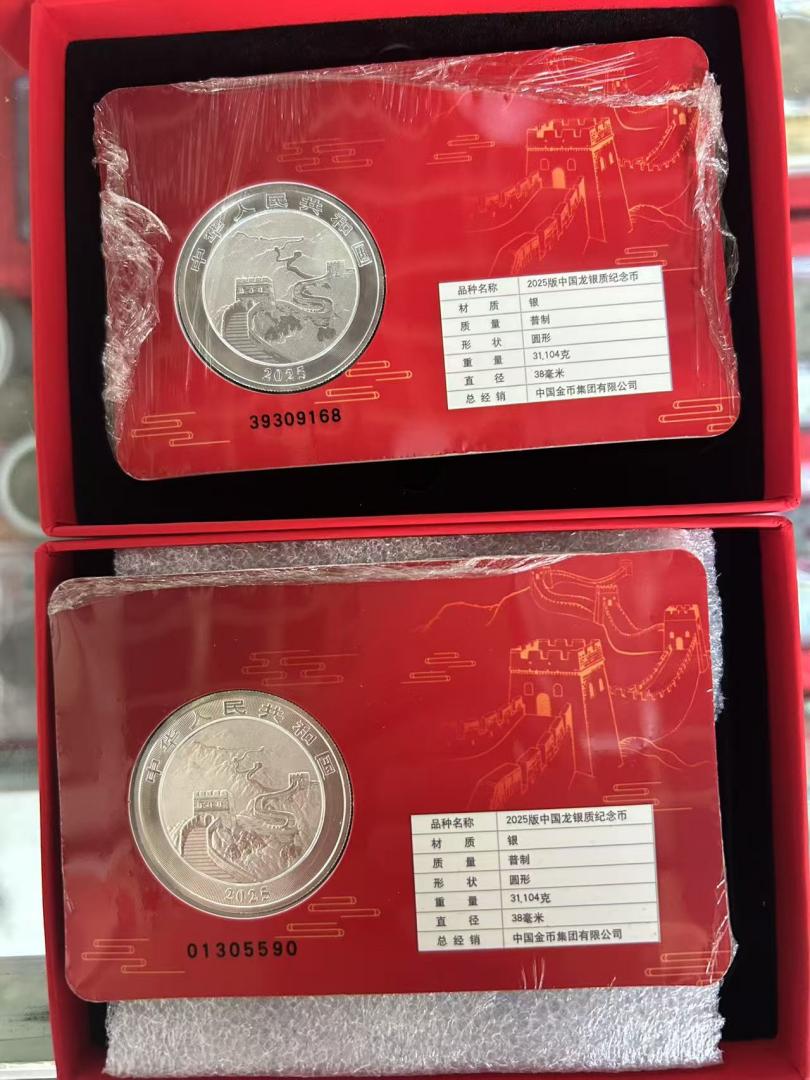 中华人民共和国
2025
39309168
品种名称 2025版中国龙银质纪念币
材 质 银
质 量 普制
形 状 圆形
重 量 31,104克
直 径 38毫米
总 经 销 中国金币集团有限公司
中华人民共和国
2025
01305590
品种名称 2025版中国龙银质纪念币
材 质 银
质 量 普制
形 状 圆形
重 量 31,104克
直 径 38毫米
总 经 销 中国金币集团有限公司